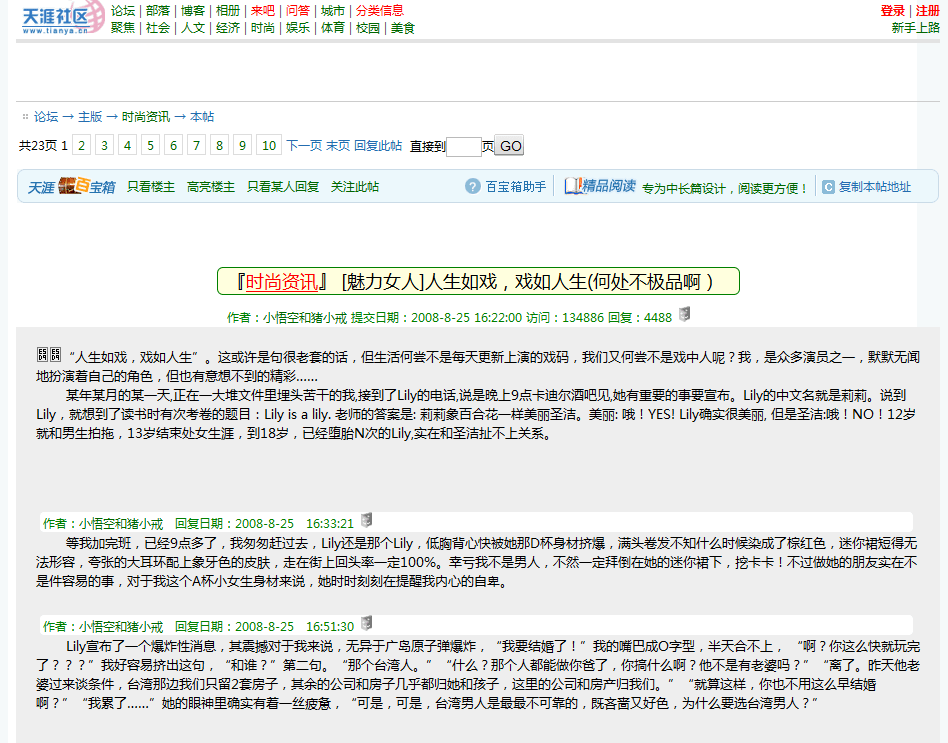 天涯社区
www.tianya.cn
论坛 | 部落 | 博客 | 相册 | 来吧 | 问答 | 城市 | 分类信息
聚焦 | 社会 | 人文 | 经济 | 时尚 | 娱乐 | 体育 | 校园 | 美食
登录 | 注册
新手上路
论坛 → 主版 → 时尚资讯 → 本帖
共23页 1 2 3 4 5 6 7 8 9 10 下一页 末页 回复此帖 直接到 页 GO
天涯 百宝箱 只看楼主 高亮楼主 只看某人回复 关注此帖 ? 百宝箱助手 精品阅读 专为中长篇设计，阅读更方便！ C 复制本帖地址
『时尚资讯』 [魅力女人]人生如戏，戏如人生(何处不极品啊 )
作者：小悟空和猪小戒 提交日期：2008-8-25 16:22:00 访问：134886 回复：4488
“人生如戏，戏如人生”。这或许是句很老套的话，但生活何尝不是每天更新上演的戏码，我们又何尝不是戏中人呢？我，是众多演员之一，默默无闻
地扮演着自己的角色，但也有意想不到的精彩……
某年某月的某一天,正在一大堆文件里埋头苦干的我,接到了Lily的电话,说是晚上9点卡迪尔酒吧见,她有重要的事要宣布。Lily的中文名就是莉莉。说到
Lily，就想到了读书时有次考卷的题目：Lily is a lily. 老师的答案是: 莉莉象百合花一样美丽圣洁。美丽: 哦！YES! Lily确实很美丽, 但是圣洁:哦！NO！12岁
就和男生拍拖，13岁结束处女生涯，到18岁，已经堕胎N次的Lily,实在和圣洁扯不上关系。
作者：小悟空和猪小戒 回复日期：2008-8-25 16:33:21
等我加完班，已经9点多了，我匆匆赶过去，Lily还是那个Lily，低胸背心快被她那D杯身材挤爆，满头卷发不知什么时候染成了棕红色，迷你裙短得无
法形容，夸张的大耳环配上象牙色的皮肤，走在街上回头率一定100%。幸亏我不是男人，不然一定拜倒在她的迷你裙下，挖卡卡！不过做她的朋友实在不
是件容易的事，对于我这个A杯小女生身材来说，她时时刻刻在提醒我内心的自卑。
作者：小悟空和猪小戒 回复日期：2008-8-25 16:51:30
Lily宣布了一个爆炸性消息，其震撼对于我来说，无异于广岛原子弹爆炸，“我要结婚了！”我的嘴巴成O字型，半天合不上，“啊？你这么快就玩完
了？？？”我好容易挤出这句，“和谁？”第二句。“那个台湾人。”“什么？那个人都能做你爸了，你搞什么啊？他不是有老婆吗？”“离了。昨天他老
婆过来谈条件，台湾那边我们只留2套房子，其余的公司和房子几乎都归她和孩子，这里的公司和房产归我们。”“就算这样，你也不用这么早结婚
啊？”“我累了……”她的眼神里确实有着一丝疲惫，“可是，可是，台湾男人是最最不可靠的，既吝啬又好色，为什么要选台湾男人？”